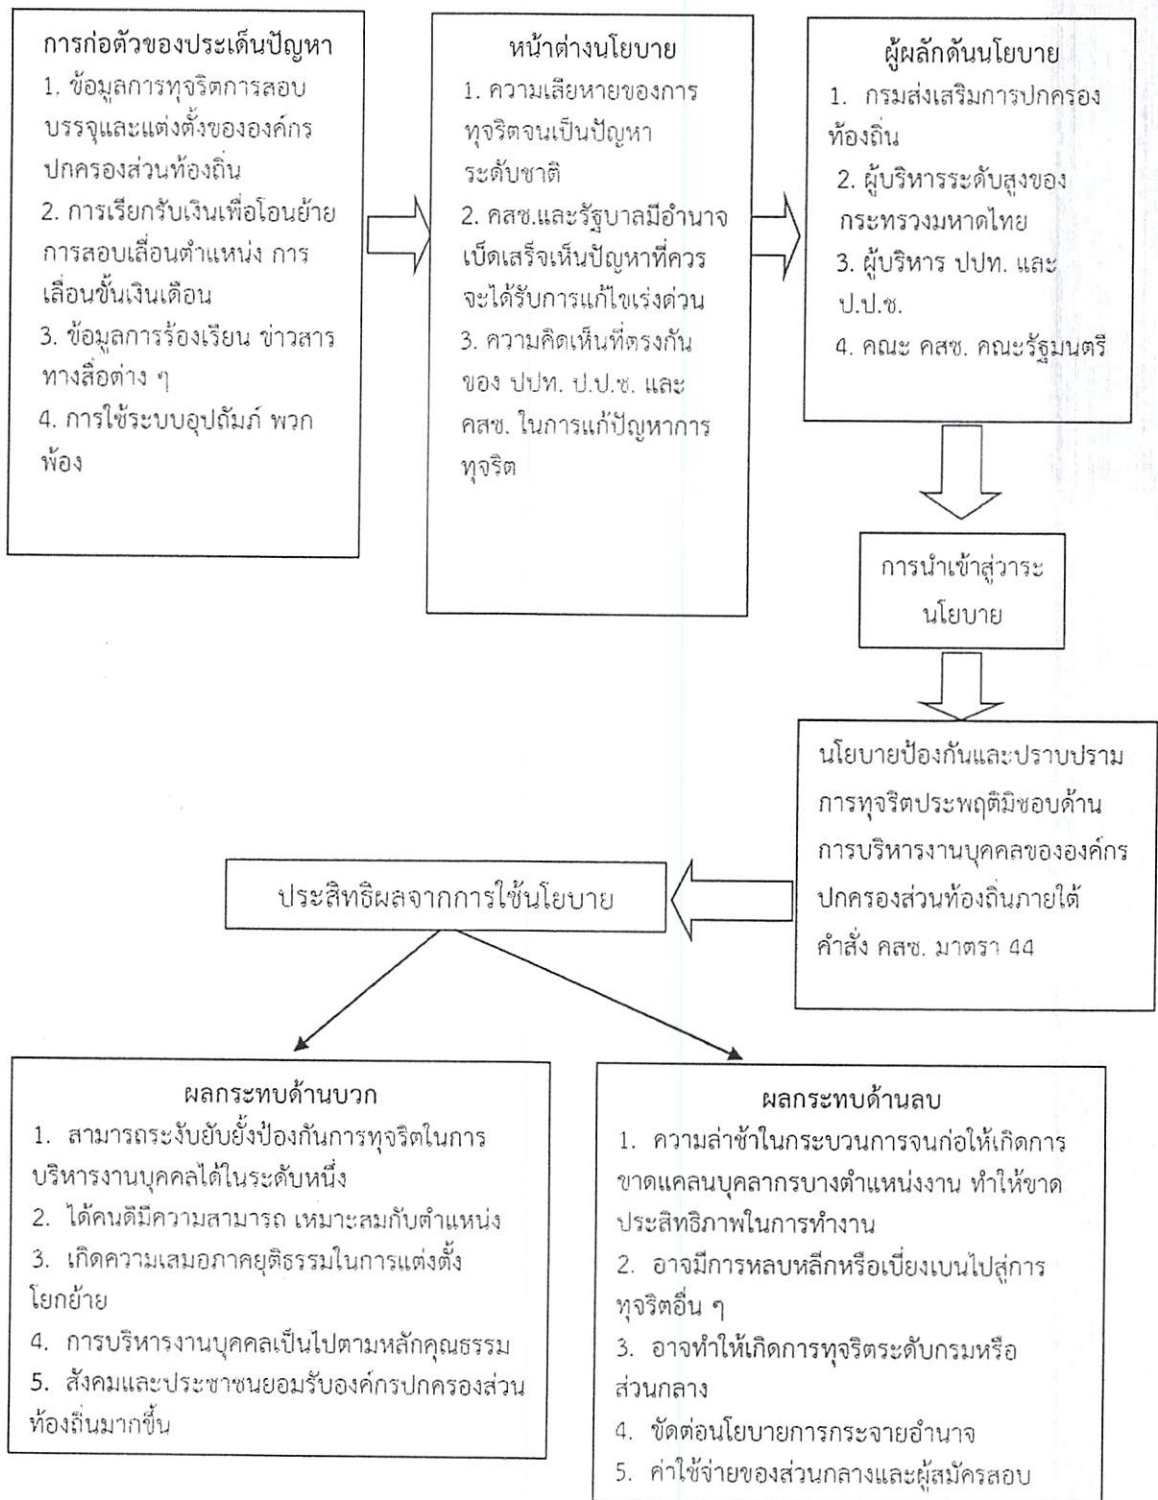 การก่อตัวของประเด็นปัญหา
1. ข้อมูลการทุจริตการสอบ
บรรจุและแต่งตั้งขององค์กร
ปกครองส่วนท้องถิ่น
2. การเรียกรับเงินเพื่อโอนย้าย
การสอบเลื่อนตำแหน่ง การ
เลื่อนขั้นเงินเดือน
3. ข้อมูลการร้องเรียน ข่าวสาร
ทางสื่อต่าง ๆ
4. การใช้ระบบอุปถัมภ์ พวก
พ้อง
หน้าต่างนโยบาย
1. ความเสียหายของการ
ทุจริตจนเป็นปัญหา
ระดับชาติ
2. คสช.และรัฐบาลมีอำนาจ
เบ็ดเสร็จเห็นปัญหาที่ควร
จะได้รับการแก้ไขเร่งด่วน
3. ความคิดเห็นที่ตรงกัน
ของ ปปท. ป.ป.ช. และ
คสช. ในการแก้ปัญหาการ
ทุจริต
ผู้ผลักดันนโยบาย
1. กรมส่งเสริมการปกครอง
ท้องถิ่น
2. ผู้บริหารระดับสูงของ
กระทรวงมหาดไทย
3. ผู้บริหาร ปปท. และ
ป.ป.ช.
4. คณะ คสช. คณะรัฐมนตรี
การนำเข้าสู่วาระ
นโยบาย
นโยบายป้องกันและปราบปราม
การทุจริตประพฤติมิชอบด้าน
การบริหารงานบุคคลขององค์กร
ปกครองส่วนท้องถิ่นภายใต้
คำสั่ง คสช. มาตรา 44
ประสิทธิผลจากการใช้นโยบาย
ผลกระทบด้านบวก
1. สามารถระงับยับยั้งป้องกันการทุจริตในการ
บริหารงานบุคคลได้ในระดับหนึ่ง
2. ได้คนดีมีความสามารถ เหมาะสมกับตำแหน่ง
3. เกิดความเสมอภาคยุติธรรมในการแต่งตั้ง
โยกย้าย
4. การบริหารงานบุคคลเป็นไปตามหลักคุณธรรม
5. สังคมและประชาชนยอมรับองค์กรปกครองส่วน
ท้องถิ่นมากขึ้น
ผลกระทบด้านลบ
1. ความล่าช้าในกระบวนการจนก่อให้เกิดการ
ขาดแคลนบุคลากรบางตำแหน่งงาน ทำให้ขาด
ประสิทธิภาพในการทำงาน
2. อาจมีการหลบหลีกหรือเบี่ยงเบนไปสู่การ
ทุจริตอื่น ๆ
3. อาจทำให้เกิดการทุจริตระดับกรมหรือ
ส่วนกลาง
4. ขัดต่อนโยบายการกระจายอำนาจ
5. ค่าใช้จ่ายของส่วนกลางและผู้สมัครสอบ